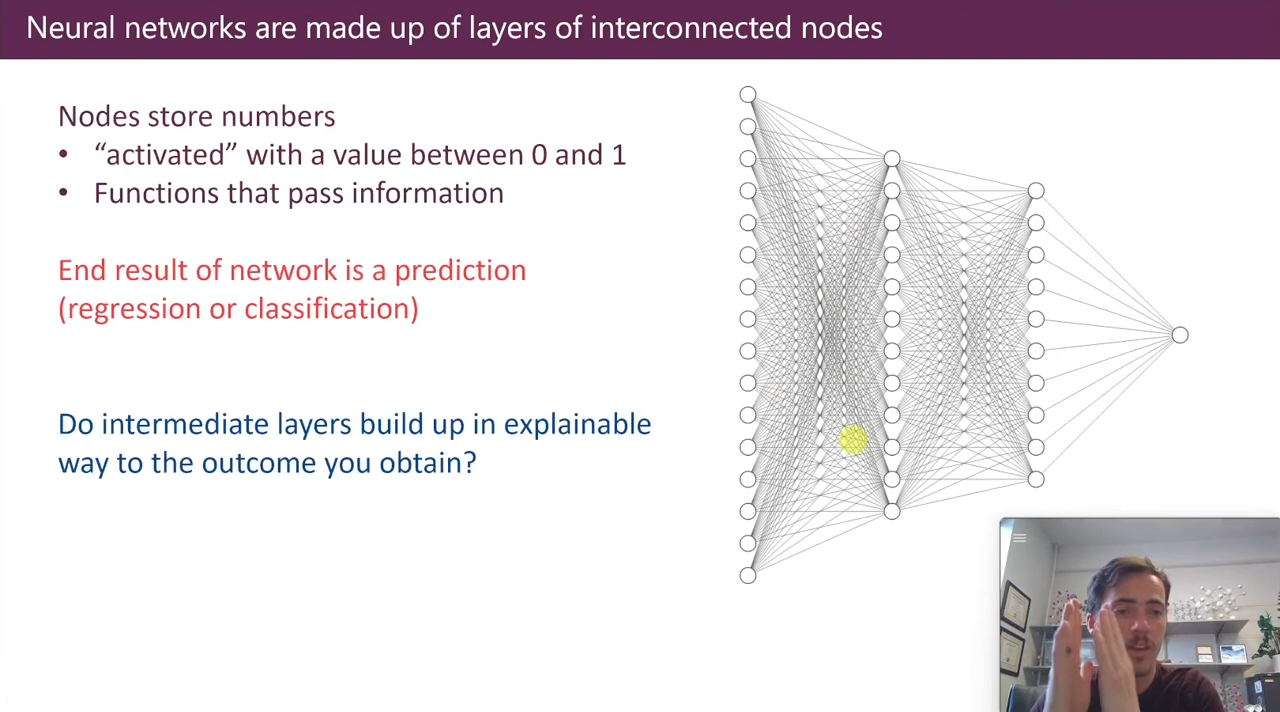 Neural networks are made up of layers of interconnected nodes
Nodes store numbers
• “activated” with a value between 0 and 1
• Functions that pass information
End result of network is a prediction
(regression or classification)
Do intermediate layers build up in explainable
way to the outcome you obtain?